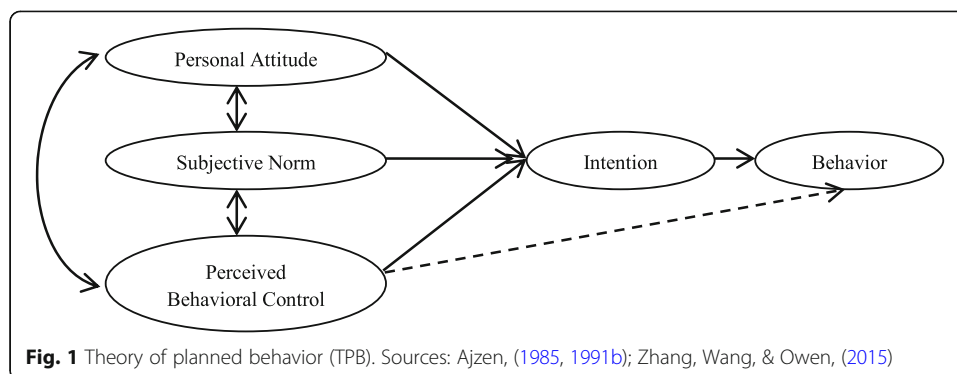 Personal Attitude
Subjective Norm
Intention
Behavior
Perceived
Behavioral Control
Fig. 1 Theory of planned behavior (TPB). Sources: Ajzen, (1985, 1991b); Zhang, Wang, & Owen, (2015)